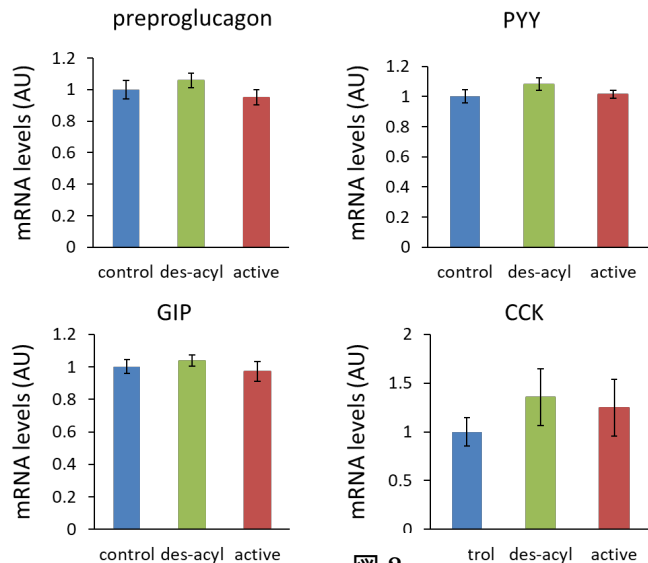 preproglucagon
mRNA levels (AU)
1.2
1
0.8
0.6
0.4
0.2
0
control des-acyl active
PYY
mRNA levels (AU)
1.2
1
0.8
0.6
0.4
0.2
0
control des-acyl active
GIP
mRNA levels (AU)
1.2
1
0.8
0.6
0.4
0.2
0
control des-acyl active
CCK
mRNA levels (AU)
2
1.5
1
0.5
0
trol des-acyl active